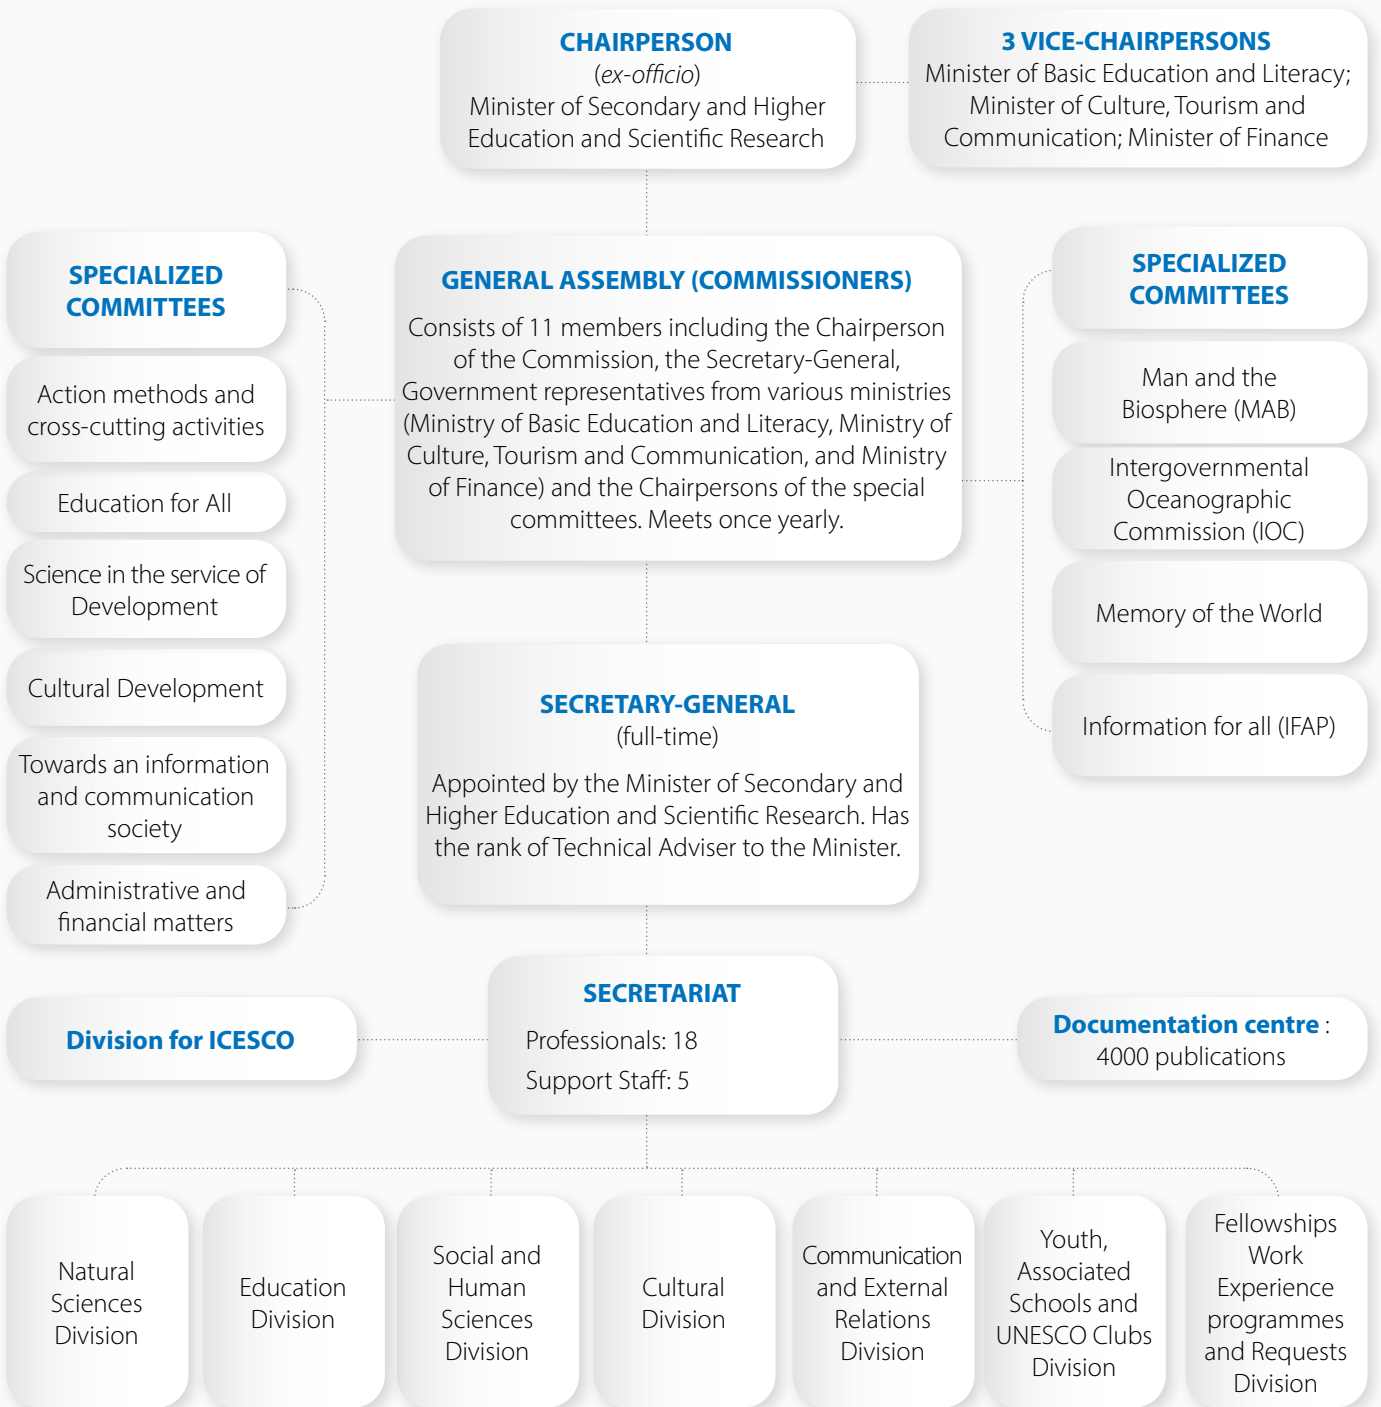 CHAIRPERSON
(ex-officio)
Minister of Secondary and Higher
Education and Scientific Research
3 VICE-CHAIRPERSONS
Minister of Basic Education and Literacy;
Minister of Culture, Tourism and
Communication; Minister of Finance
SPECIALIZED
COMMITTEES
Action methods and
cross-cutting activities
Education for All
Science in the service of
Development
Cultural Development
Towards an information
and communication
society
Administrative and
financial matters
GENERAL ASSEMBLY (COMMISSIONERS)
Consists of 11 members including the Chairperson
of the Commission, the Secretary-General,
Government representatives from various ministries
(Ministry of Basic Education and Literacy, Ministry of
Culture, Tourism and Communication, and Ministry
of Finance) and the Chairpersons of the special
committees. Meets once yearly.
SPECIALIZED
COMMITTEES
Man and the
Biosphere (MAB)
Intergovernmental
Oceanographic
Commission (IOC)
Memory of the World
Information for all (IFAP)
SECRETARY-GENERAL
(full-time)
Appointed by the Minister of Secondary and
Higher Education and Scientific Research. Has
the rank of Technical Adviser to the Minister.
Division for ICESCO
SECRETARIAT
Professionals: 18
Support Staff: 5
Documentation centre :
4000 publications
Natural
Sciences
Division
Education
Division
Social and
Human
Sciences
Division
Cultural
Division
Communication
and External
Relations
Division
Youth,
Associated
Schools and
UNESCO Clubs
Division
Fellowships
Work
Experience
programmes
and Requests
Division